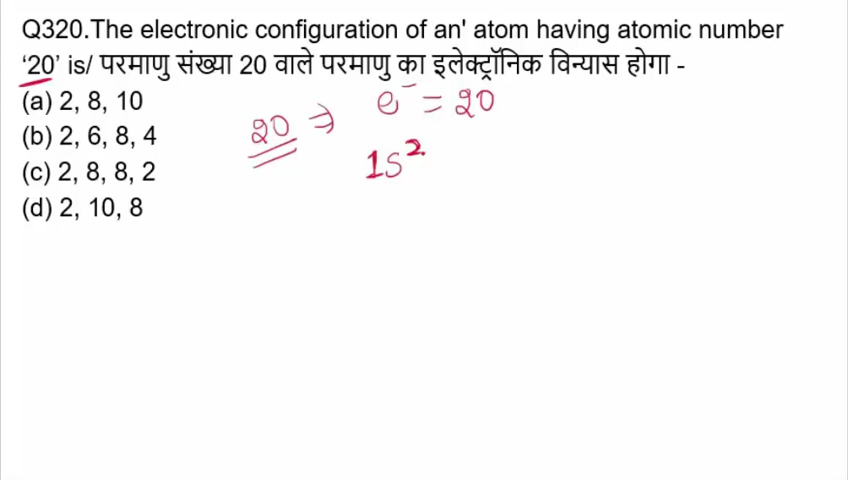 Q320.The electronic configuration of an' atom having atomic number
‘20’ is/ परमाणु संख्या 20 वाले परमाणु का इलेक्ट्रॉनिक विन्यास होगा -
(a) 2, 8, 10
(b) 2, 6, 8, 4
(c) 2, 8, 8, 2
(d) 2, 10, 8
20 ⇒ e⁻ = 20
1s²